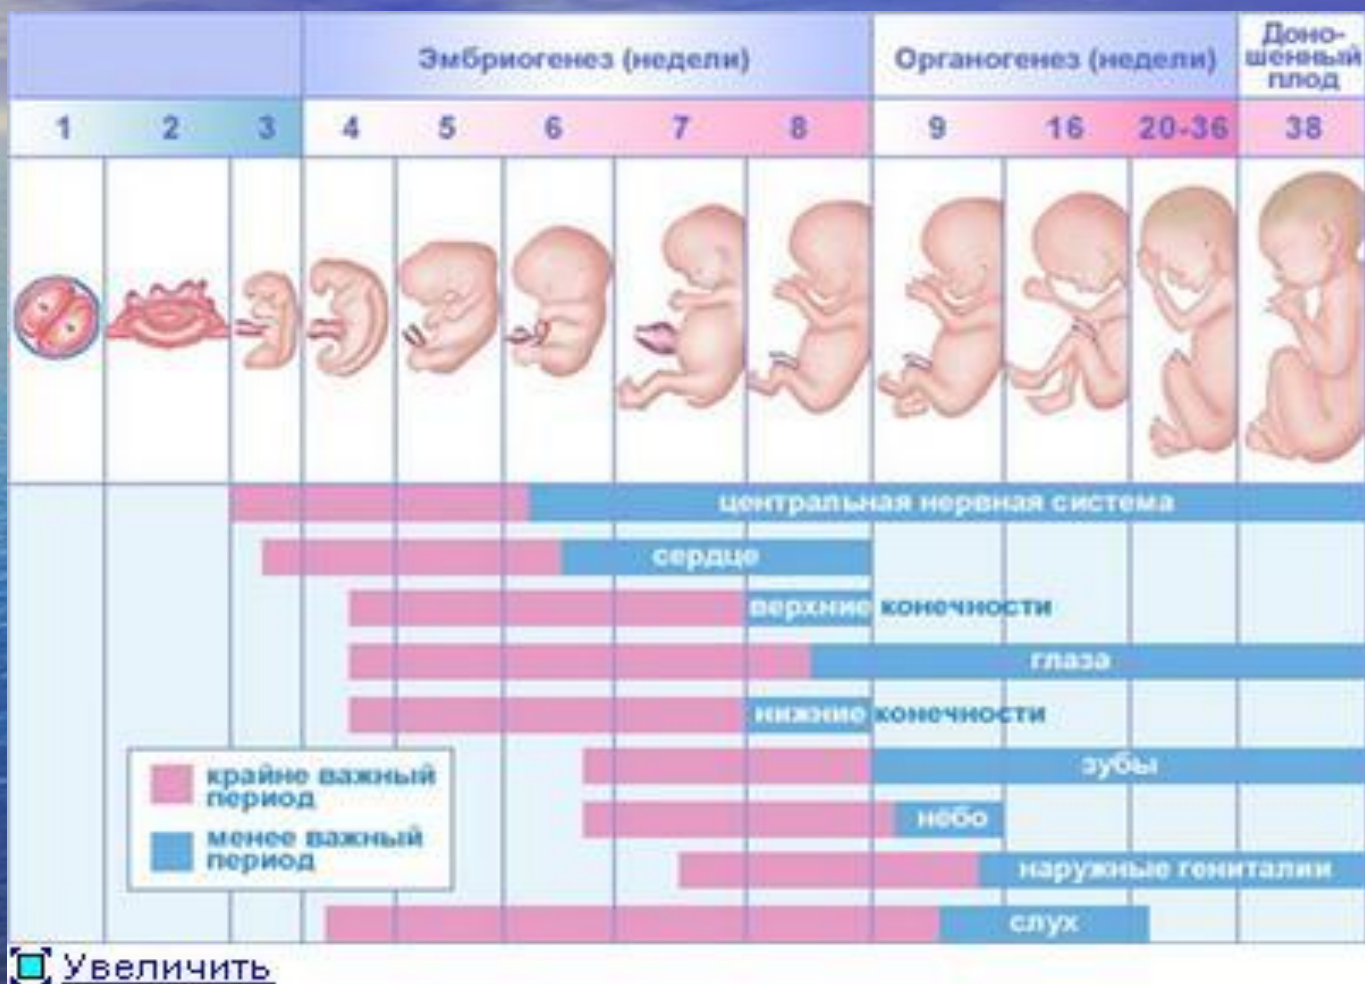 Эмбриогенез (недели)
Органогенез (недели)
Доно-
шенный
плод
1 2 3 4 5 6 7 8 9 16 20-36 38
центральная нервная система
сердце
верхние конечности
глаза
нижние конечности
зубы
небо
наружные гениталии
слух
крайне важный
период
менее важный
период
Увеличить